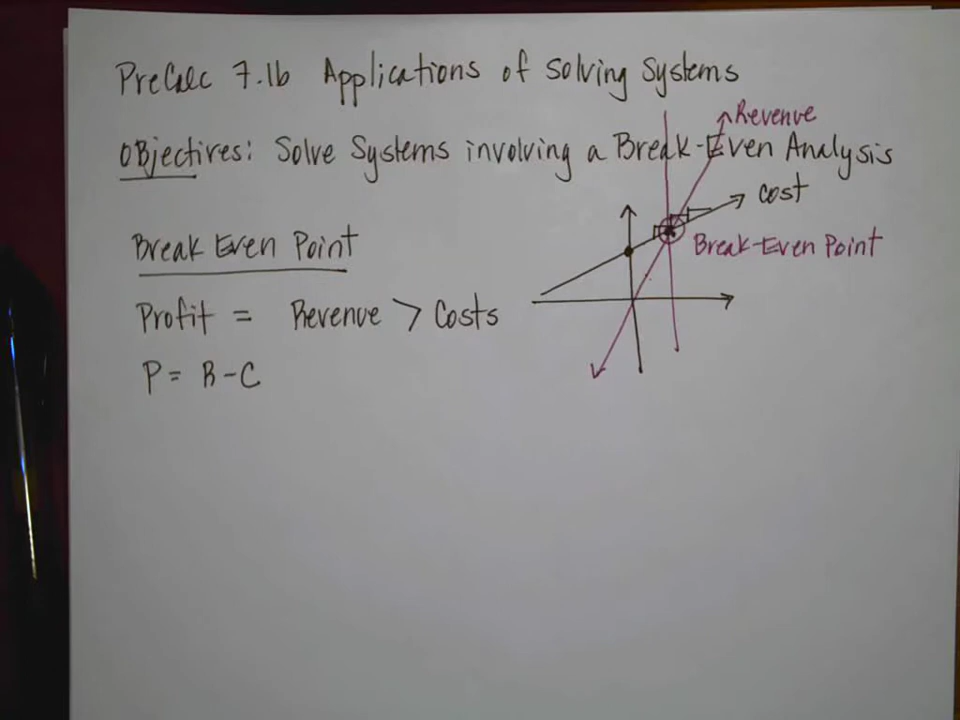 PreCalc 7.1b Applications of Solving Systems
Objectives: Solve Systems involving a Break-Even Analysis
Revenue
Cost
Break-Even Point
Break Even Point
Profit = Revenue > Costs
P = R - C